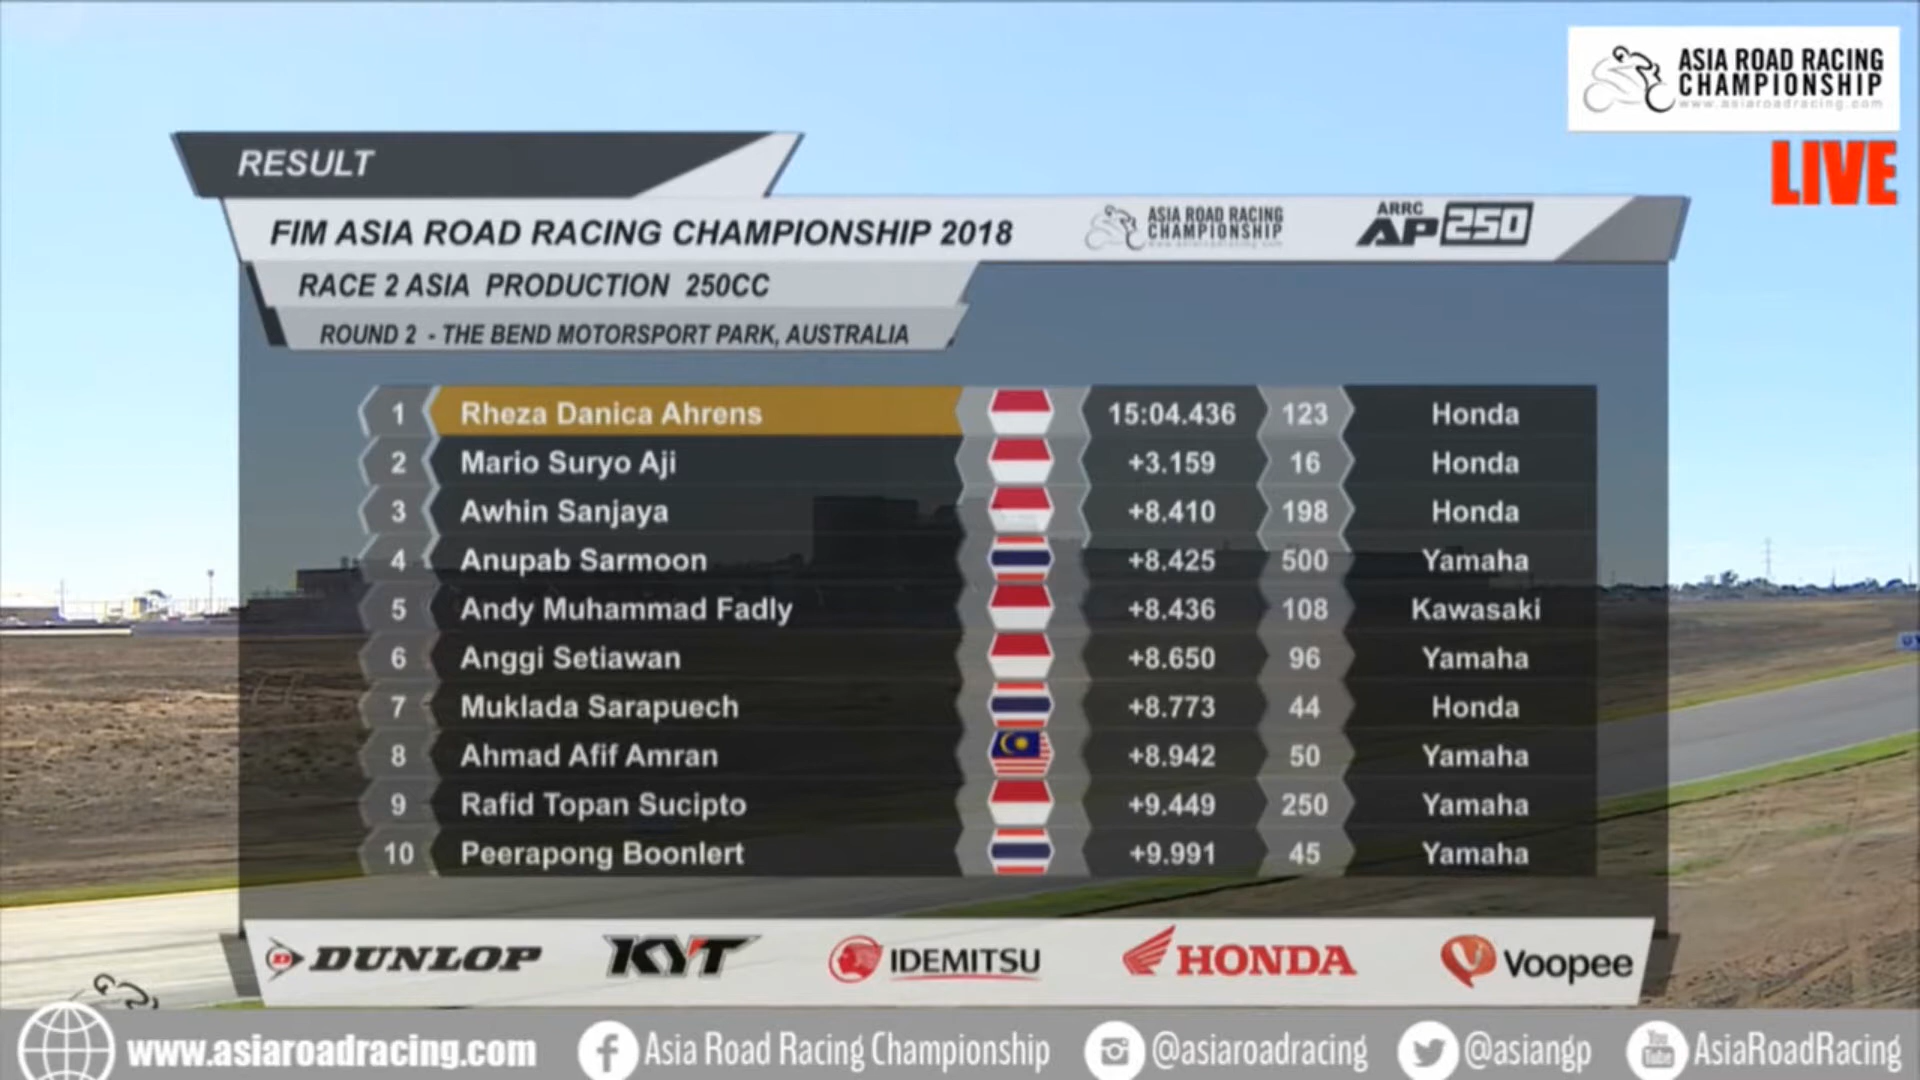 ASIA ROAD RACING
CHAMPIONSHIP
www.asiaroadracing.com
LIVE
RESULT
FIM ASIA ROAD RACING CHAMPIONSHIP 2018
ASIA ROAD RACING
CHAMPIONSHIP
ARRC
AP 250
RACE 2 ASIA PRODUCTION 250CC
ROUND 2 - THE BEND MOTORSPORT PARK, AUSTRALIA
1 Rheza Danica Ahrens 15:04.436 123 Honda
2 Mario Suryo Aji +3.159 16 Honda
3 Awhin Sanjaya +8.410 198 Honda
4 Anupab Sarmoon +8.425 500 Yamaha
5 Andy Muhammad Fadly +8.436 108 Kawasaki
6 Anggi Setiawan +8.650 96 Yamaha
7 Muklada Sarapuech +8.773 44 Honda
8 Ahmad Afif Amran +8.942 50 Yamaha
9 Rafid Topan Sucipto +9.449 250 Yamaha
10 Peerapong Boonlert +9.991 45 Yamaha
D DUNLOP KYT IDEMITSU HONDA Voopee
www.asiaroadracing.com Asia Road Racing Championship @asiaroadracing @asiangp You Tube AsiaRoadRacing